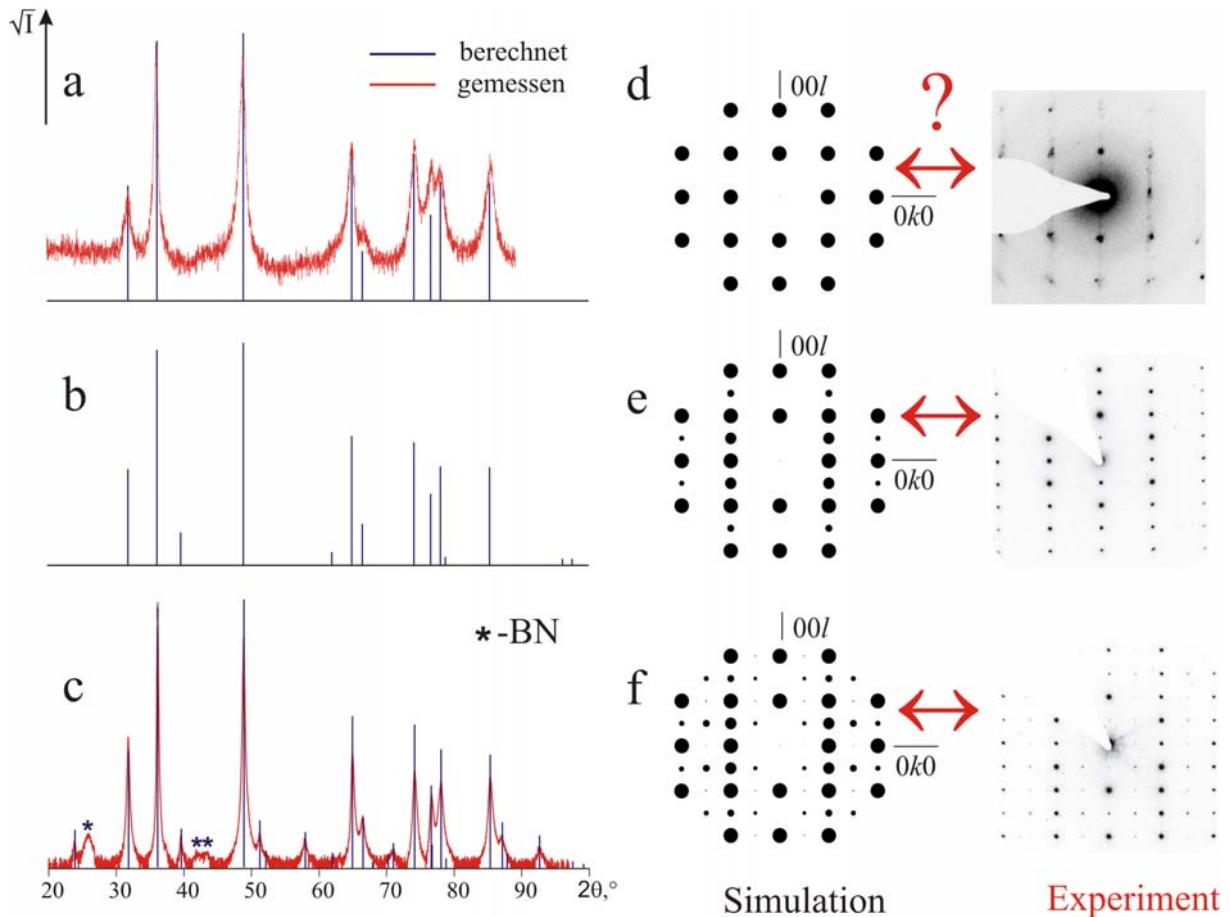 √I
a
berechnet
gemessen
b
c
*-BN
*
**
20 30 40 50 60 70 80 90 2θ,°
d
00l
0k0
?
e
00l
0k0
f
00l
0k0
Simulation
Experiment